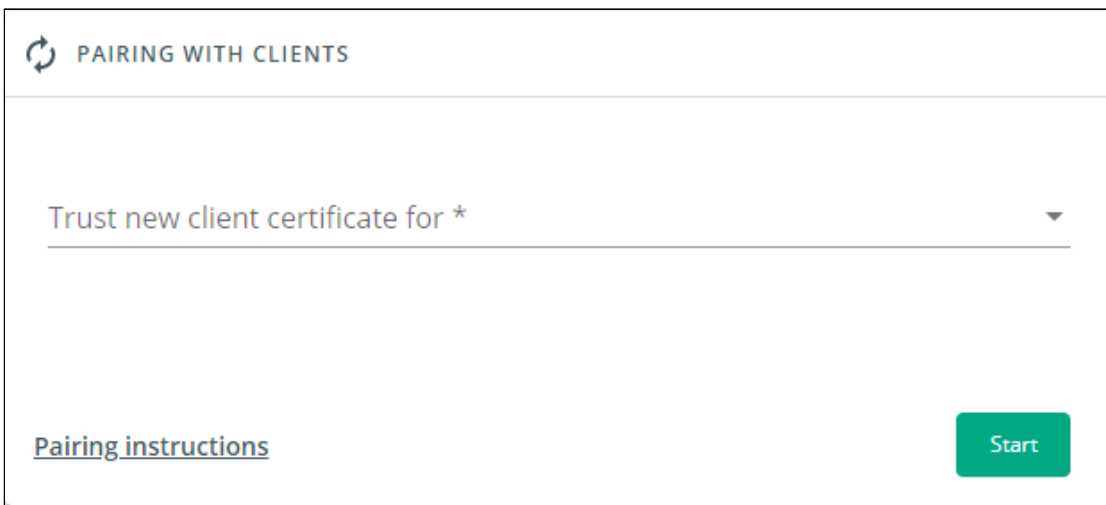 PAIRING WITH CLIENTS
Trust new client certificate for *
Pairing instructions
Start